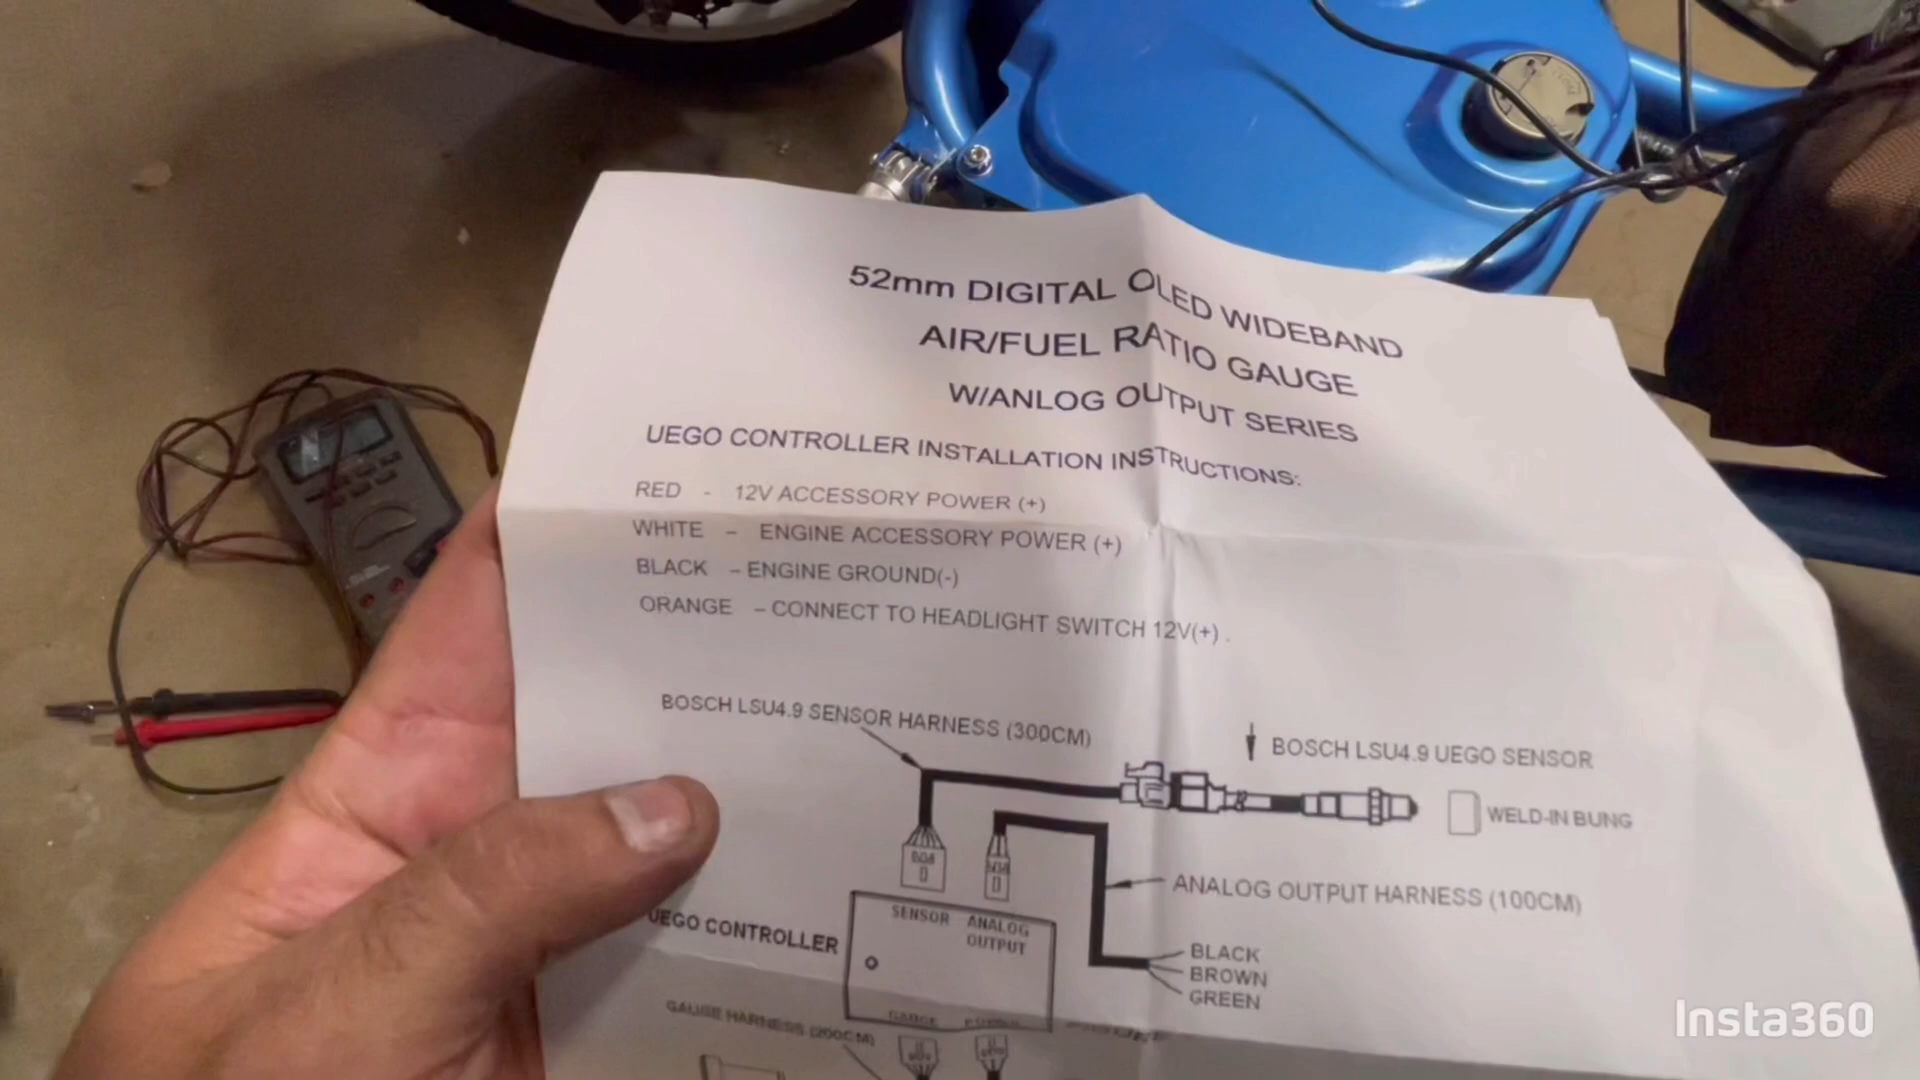 52mm DIGITAL OLED WIDEBAND
AIR/FUEL RATIO GAUGE
W/ANLOG OUTPUT SERIES
UEGO CONTROLLER INSTALLATION INSTRUCTIONS:
RED - 12V ACCESSORY POWER (+)
WHITE – ENGINE ACCESSORY POWER (+)
BLACK – ENGINE GROUND(-)
ORANGE – CONNECT TO HEADLIGHT SWITCH 12V(+) .
BOSCH LSU4.9 SENSOR HARNESS (300CM)
BOSCH LSU4.9 UEGO SENSOR
WELD-IN BUNG
ANALOG OUTPUT HARNESS (100CM)
SENSOR
ANALOG
OUTPUT
UEGO CONTROLLER
BLACK
BROWN
GREEN
GAUGE
POWER
GAUGE HARNESS (200CM)
Insta360